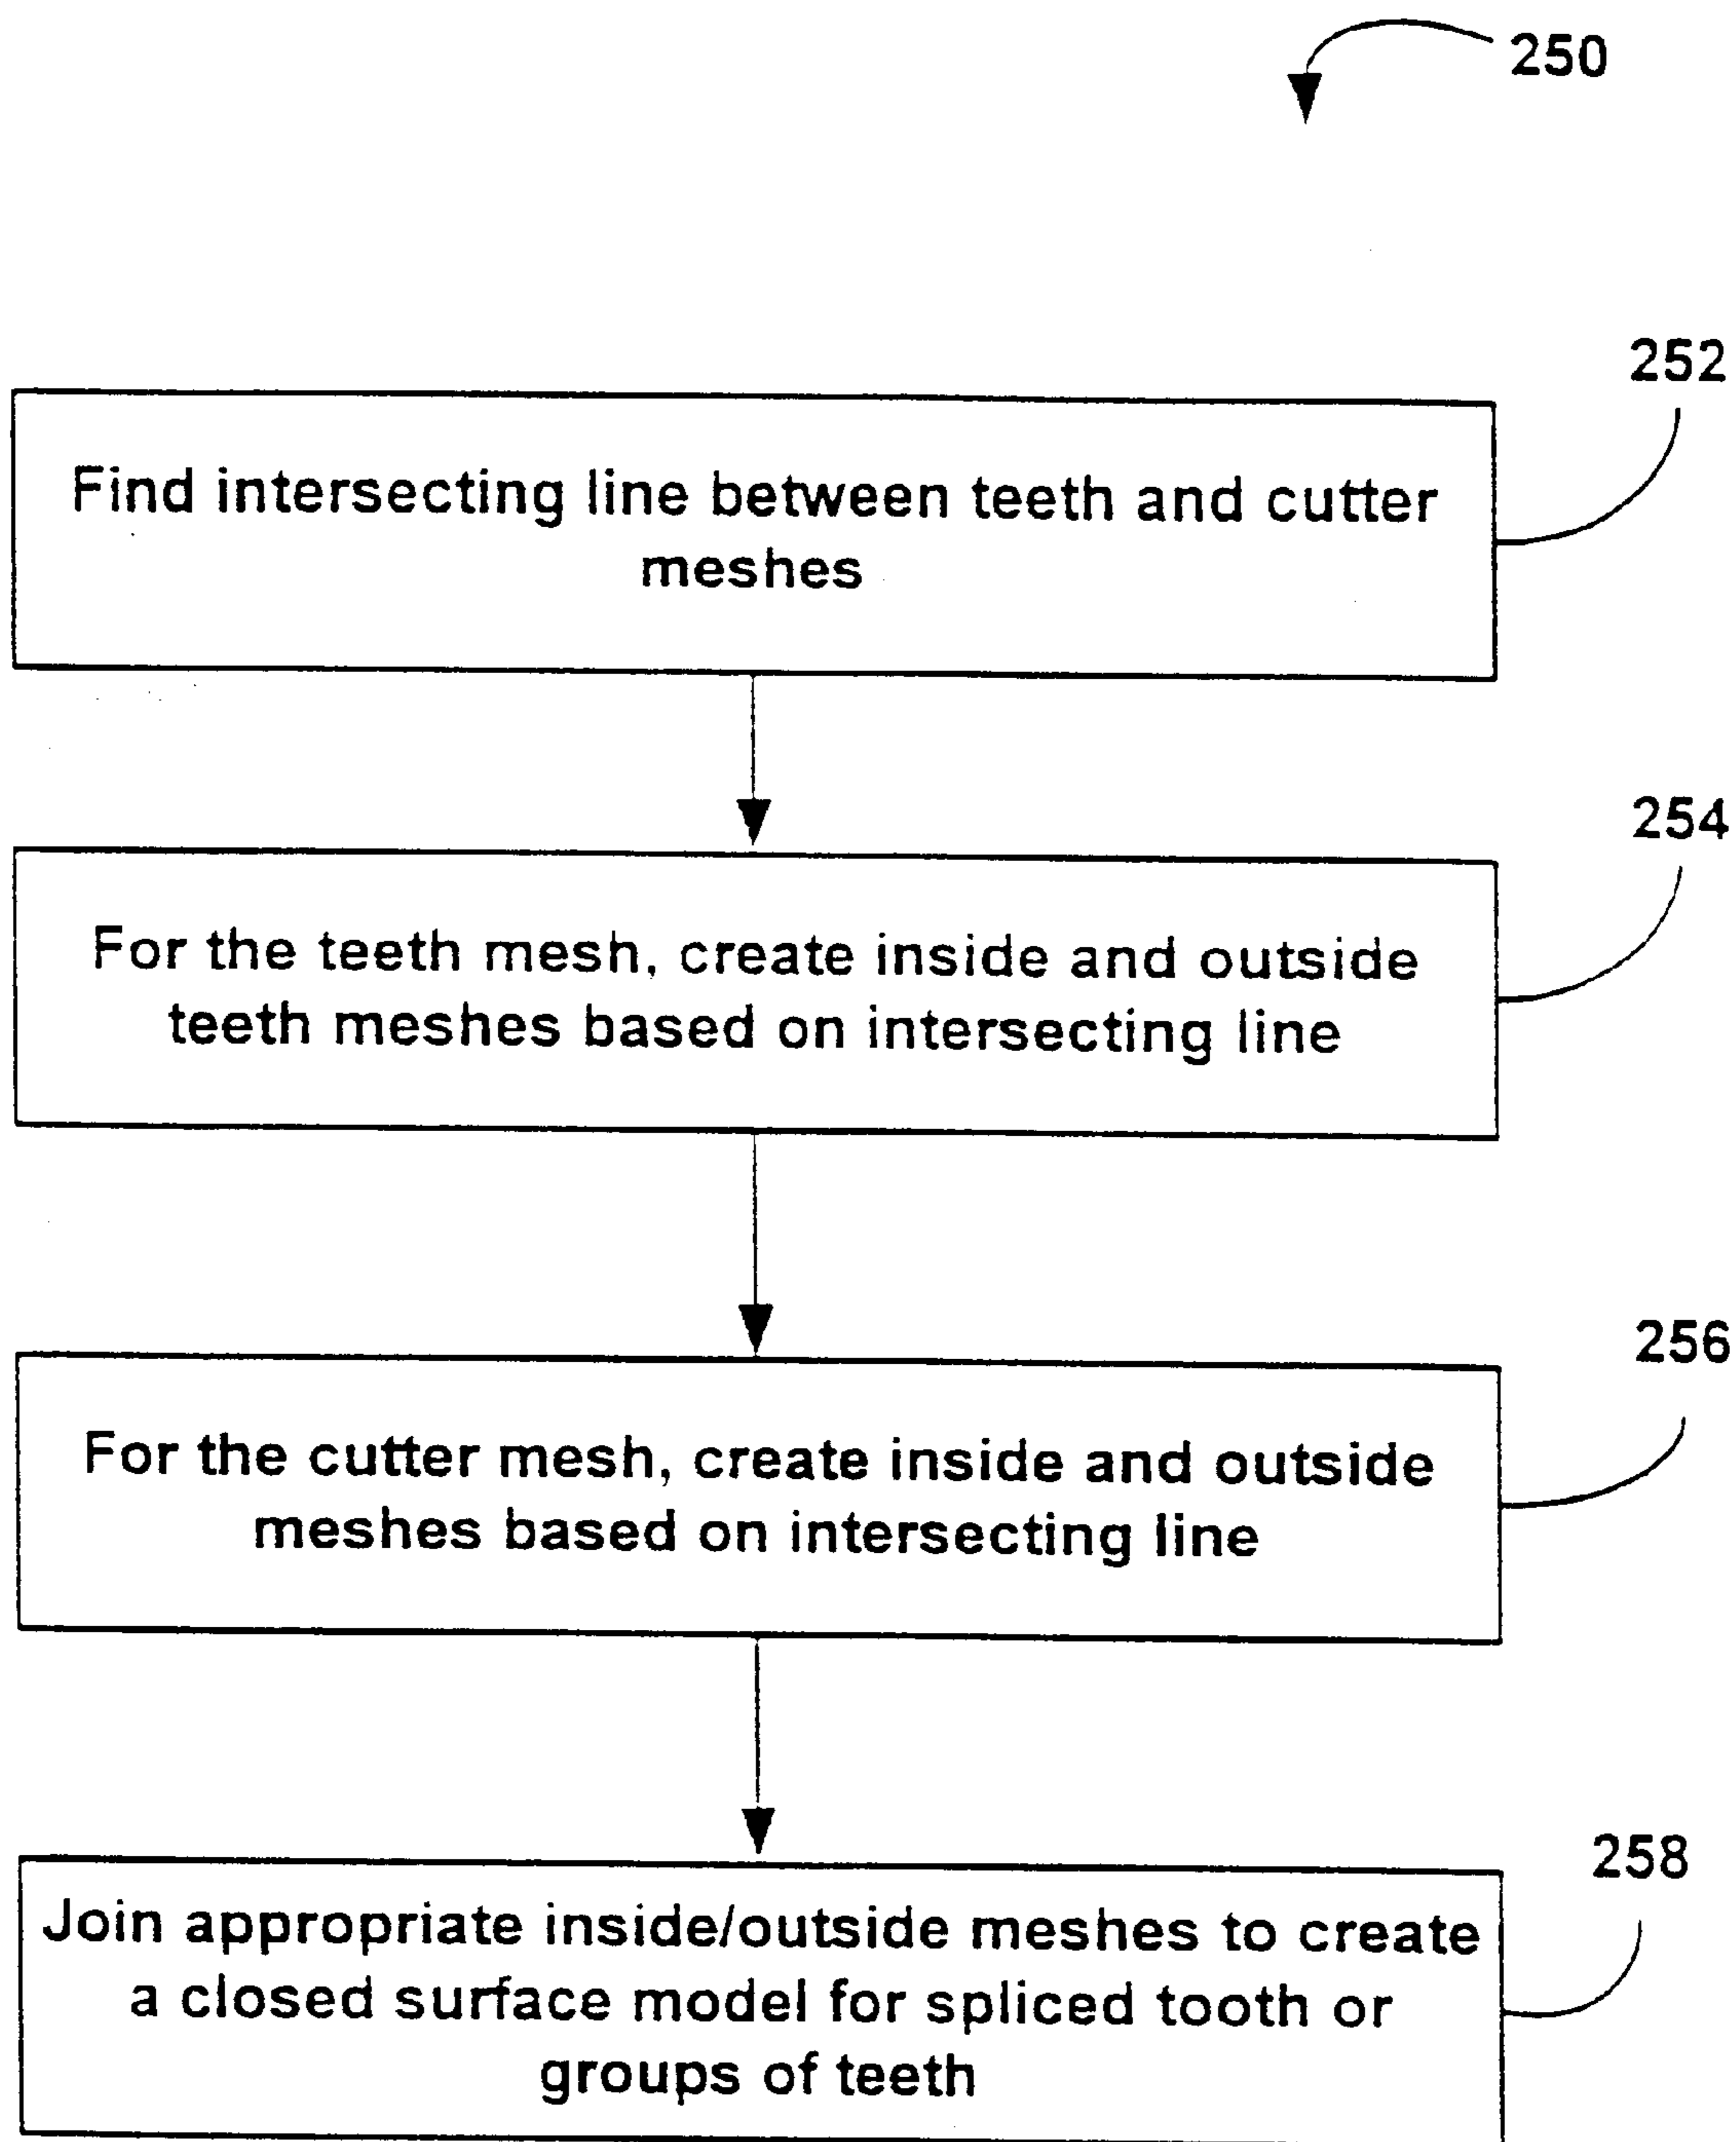 250
252
Find intersecting line between teeth and cutter
meshes
254
For the teeth mesh, create inside and outside
teeth meshes based on intersecting line
256
For the cutter mesh, create inside and outside
meshes based on intersecting line
258
Join appropriate inside/outside meshes to create
a closed surface model for spliced tooth or
groups of teeth